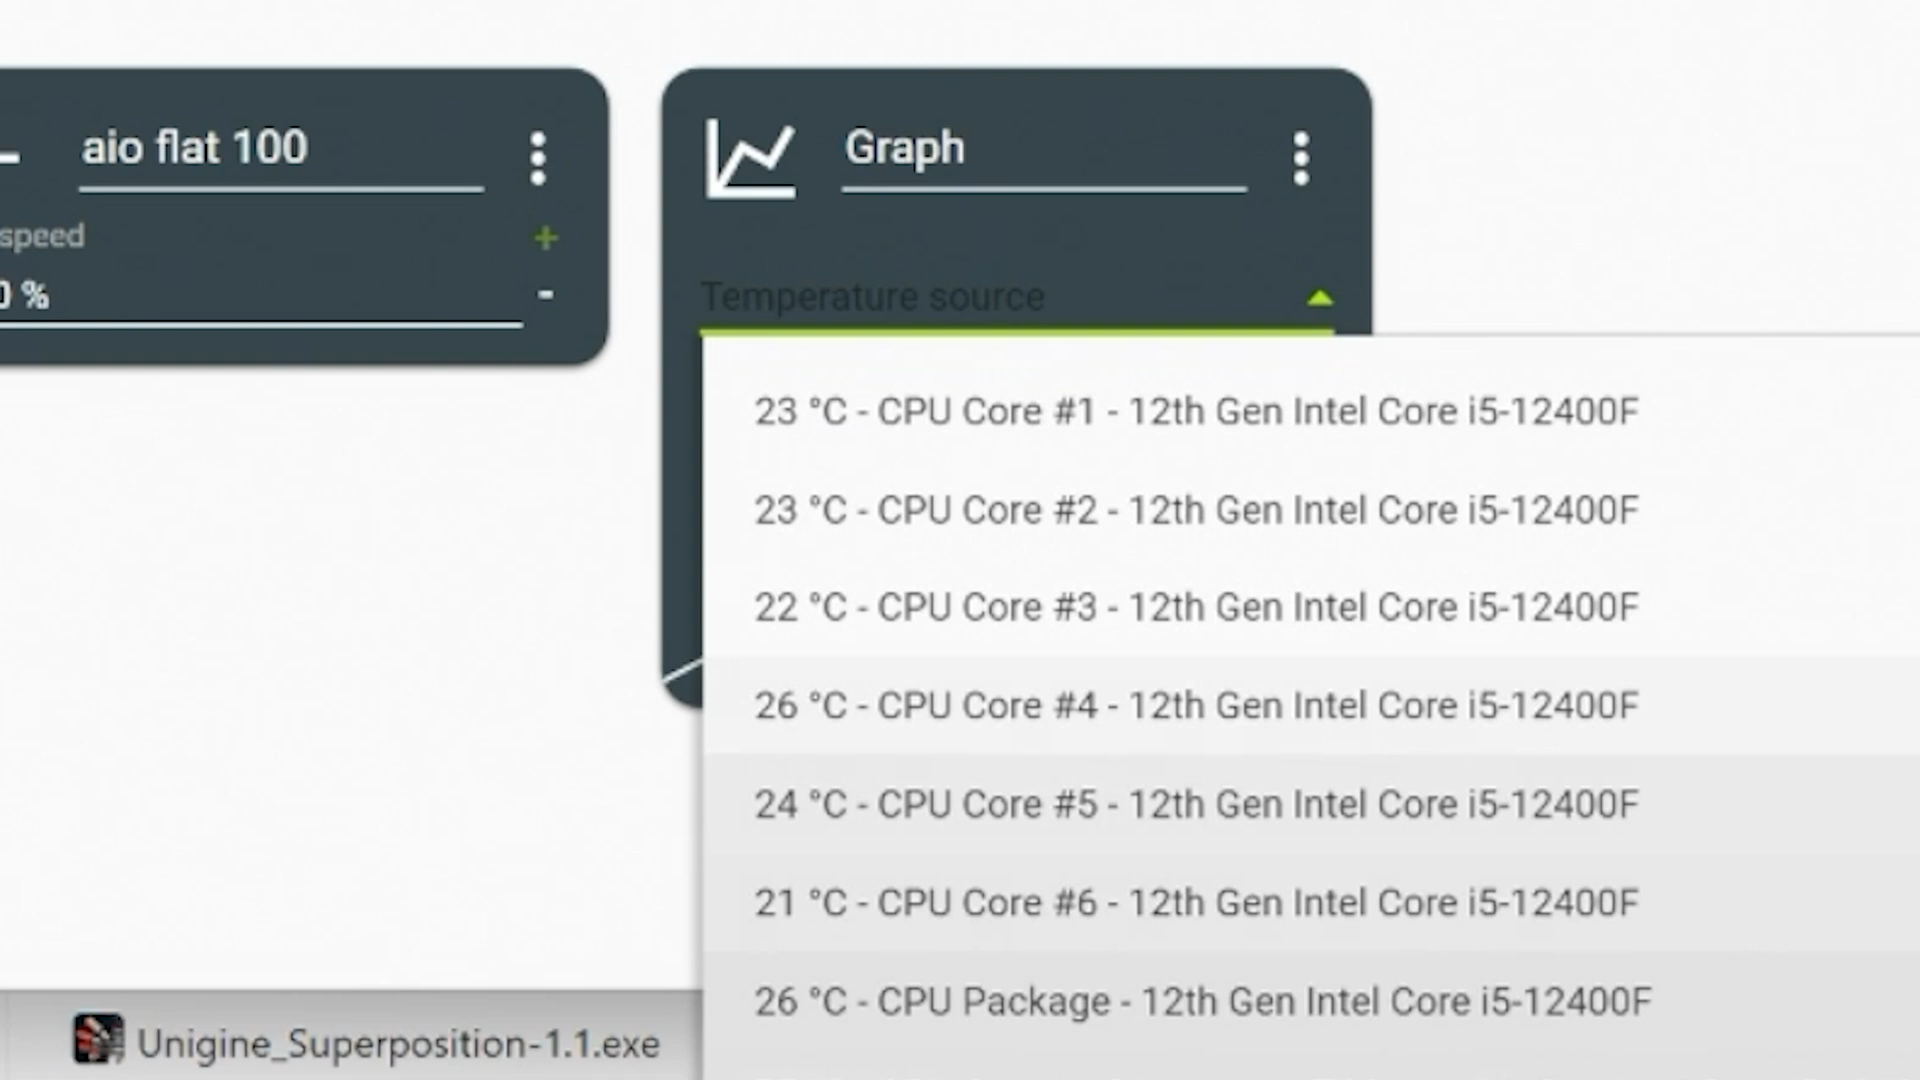 aio flat 100
speed
0 %
Graph
Temperature source
23 °C - CPU Core #1 - 12th Gen Intel Core i5-12400F
23 °C - CPU Core #2 - 12th Gen Intel Core i5-12400F
22 °C - CPU Core #3 - 12th Gen Intel Core i5-12400F
26 °C - CPU Core #4 - 12th Gen Intel Core i5-12400F
24 °C - CPU Core #5 - 12th Gen Intel Core i5-12400F
21 °C - CPU Core #6 - 12th Gen Intel Core i5-12400F
26 °C - CPU Package - 12th Gen Intel Core i5-12400F
Unigine_Superposition-1.1.exe